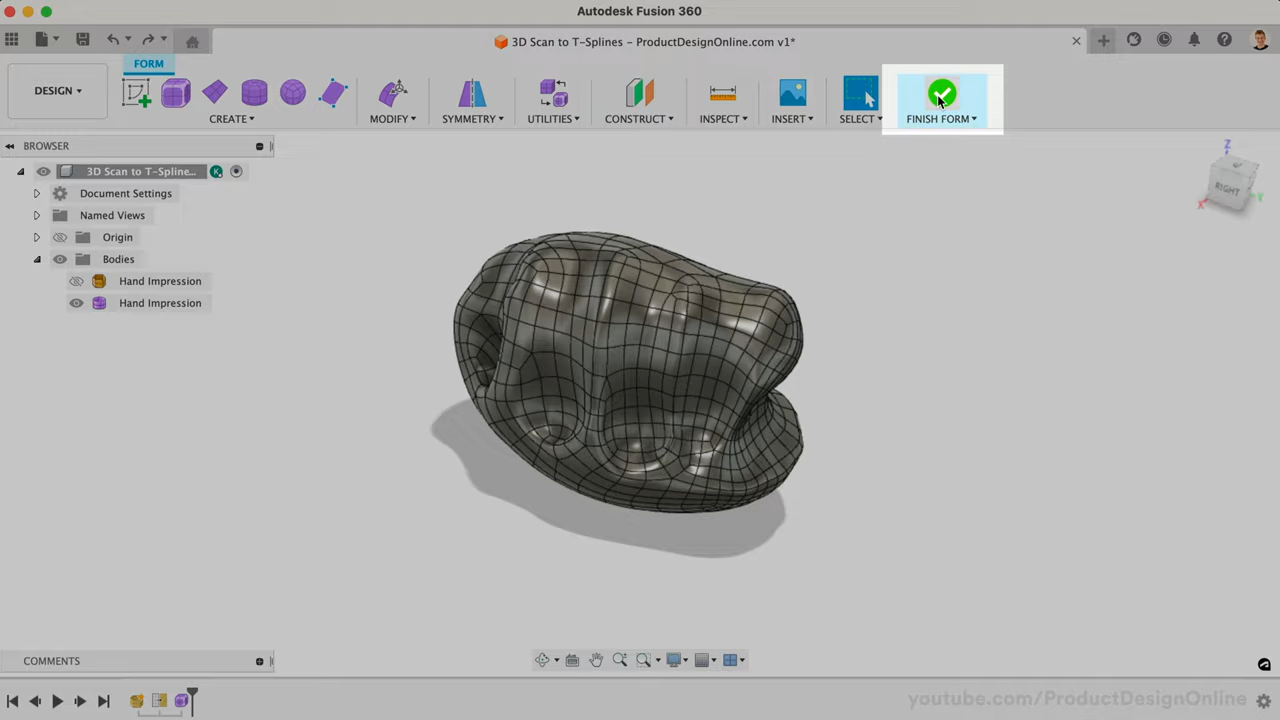 Autodesk Fusion 360
3D Scan to T-Splines – ProductDesignOnline.com v1*
FORM
DESIGN
CREATE
MODIFY
SYMMETRY
UTILITIES
CONSTRUCT
INSPECT
INSERT
SELECT
FINISH FORM
BROWSER
3D Scan to T-Spline...
K
Document Settings
Named Views
Origin
Bodies
Hand Impression
Hand Impression
Z
RIGHT
X
Y
COMMENTS
youtube.com/ProductDesignOnline